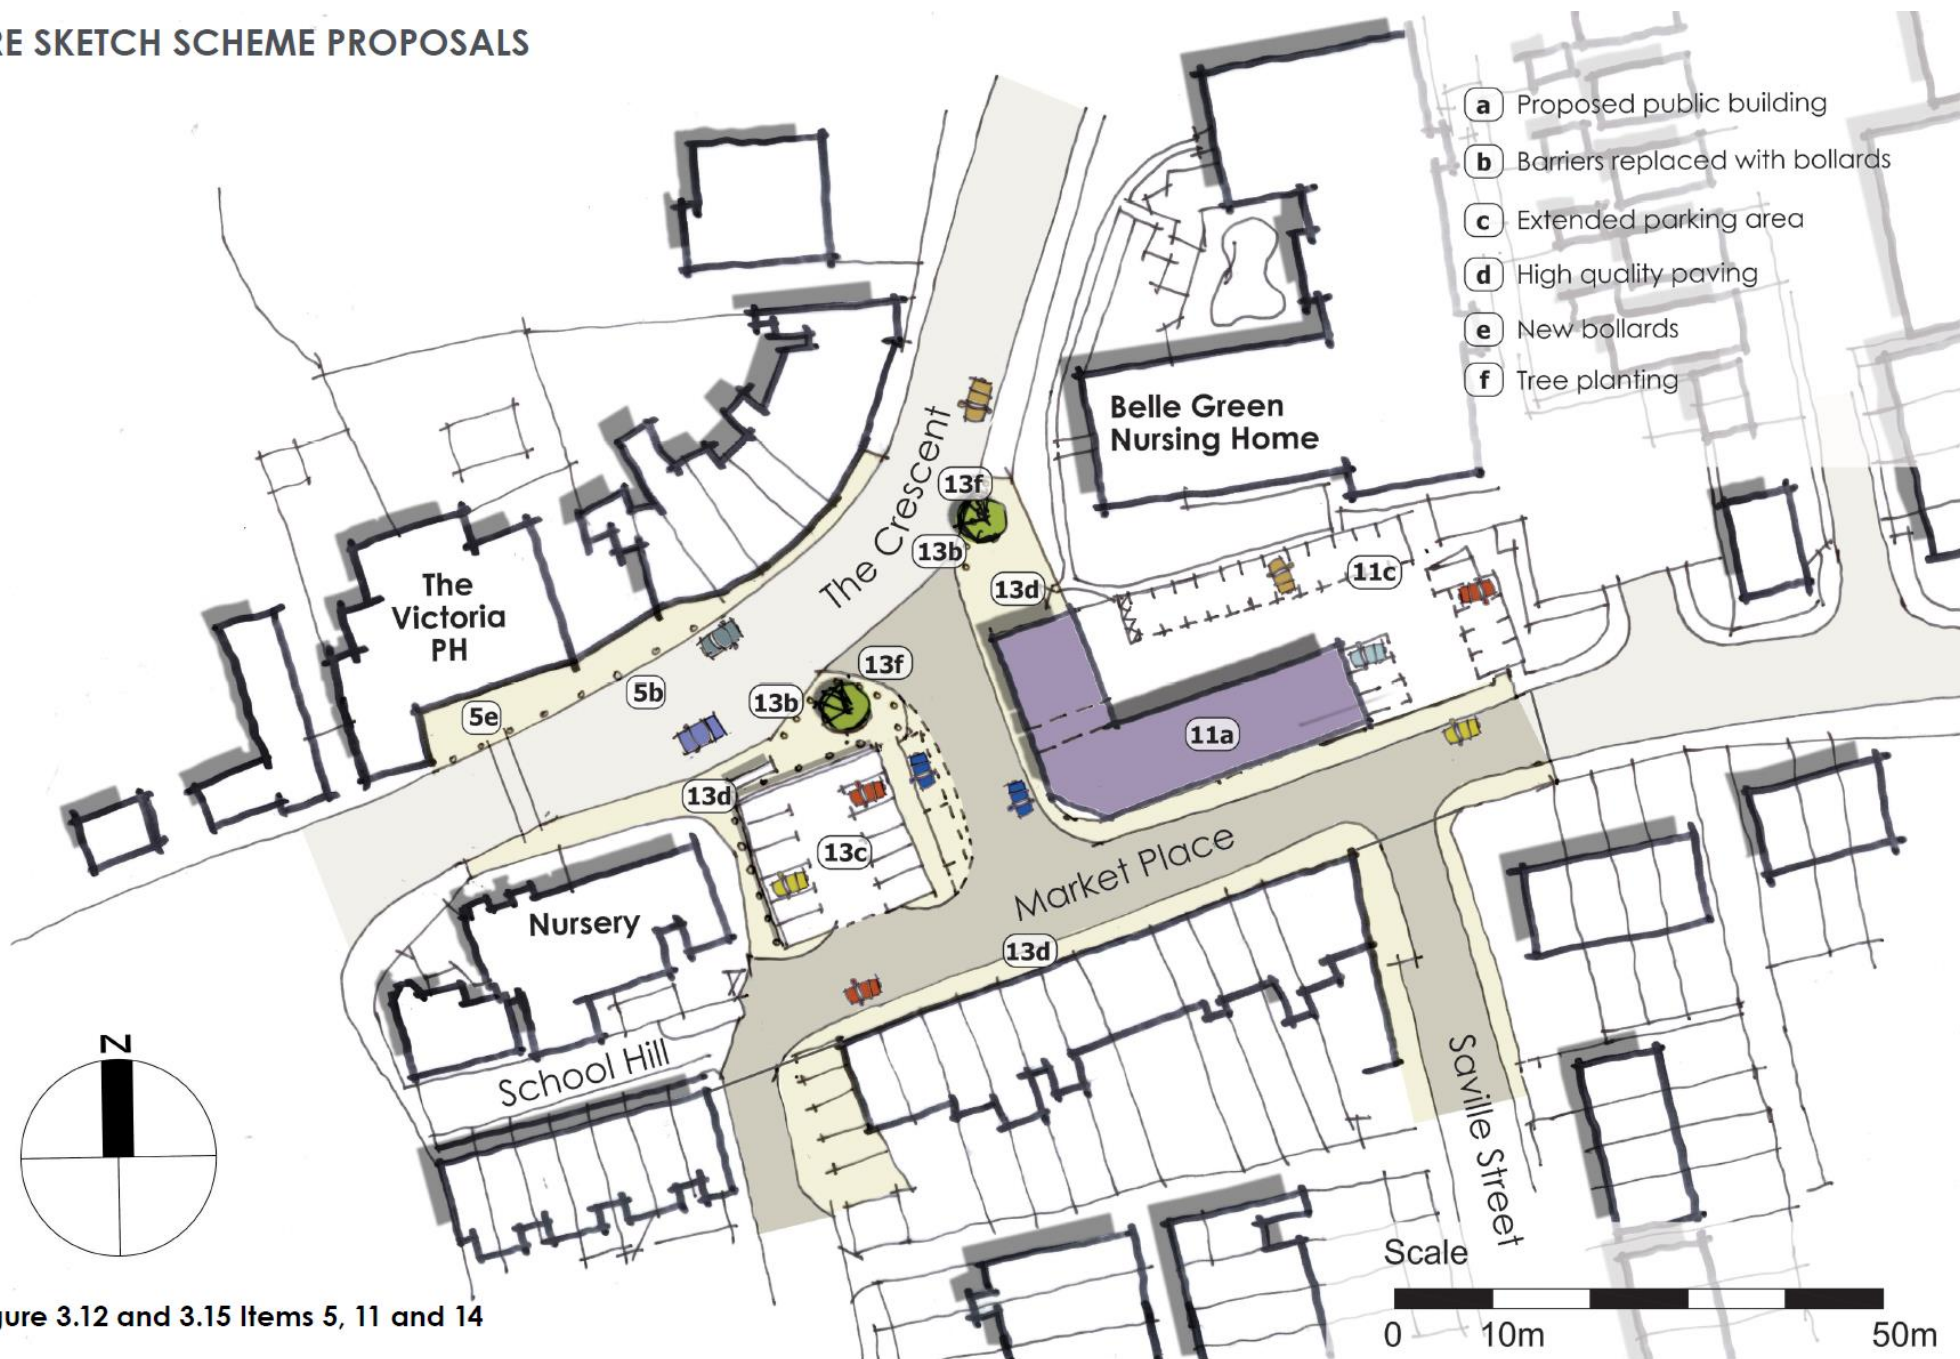 RE SKETCH SCHEME PROPOSALS
a Proposed public building
b Barriers replaced with bollards
c Extended parking area
d High quality paving
e New bollards
f Tree planting
Belle Green
Nursing Home
The Crescent
13f
13b
13d
11c
The
Victoria
PH
5e
5b
13b
13f
11a
13d
13c
Market Place
Nursery
13d
School Hill
Saville Street
N
Scale
0 10m 50m
gure 3.12 and 3.15 Items 5, 11 and 14